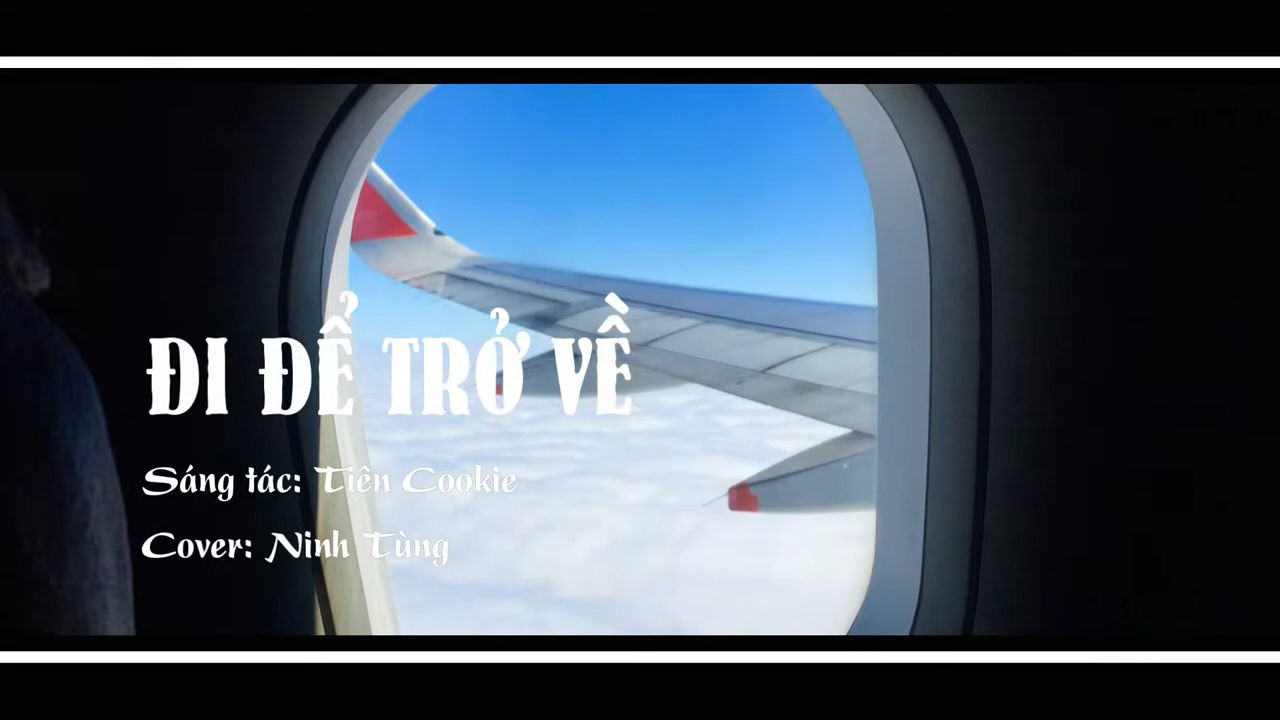 ĐI ĐỂ TRỞ VỀ
Sáng tác: Tiên Cookie
Cover: Ninh Tùng